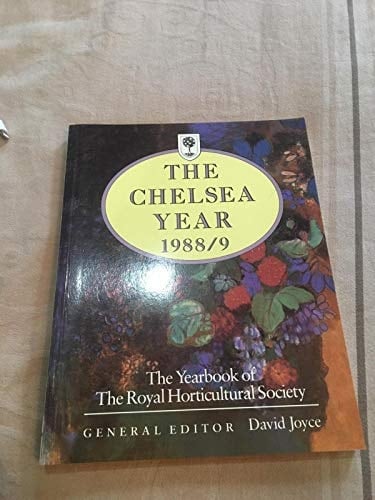 THE
CHELSEA
YEAR
1988/9
The Yearbook of
The Royal Horticultural Society
GENERAL EDITOR David Joyce